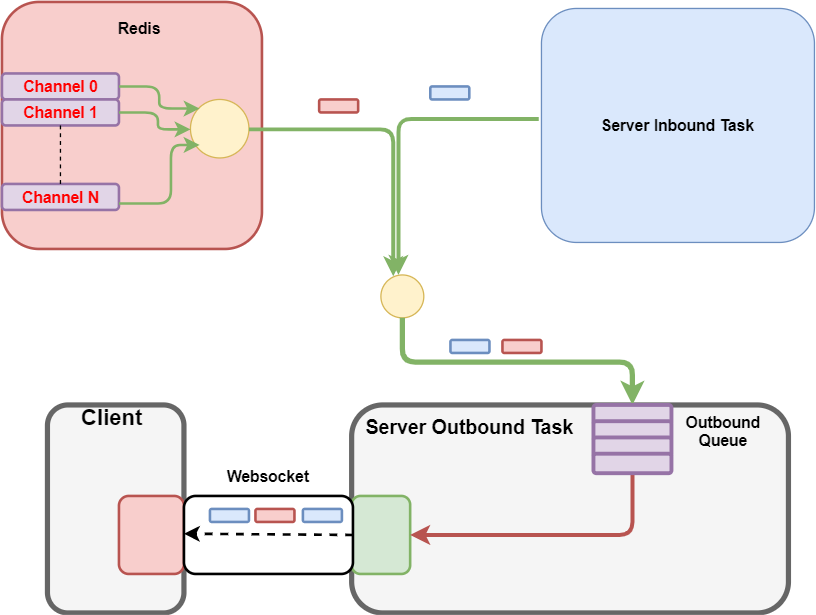 Redis
Channel 0
Channel 1
Channel N
Server Inbound Task
Client
Server Outbound Task
Outbound
Queue
Websocket